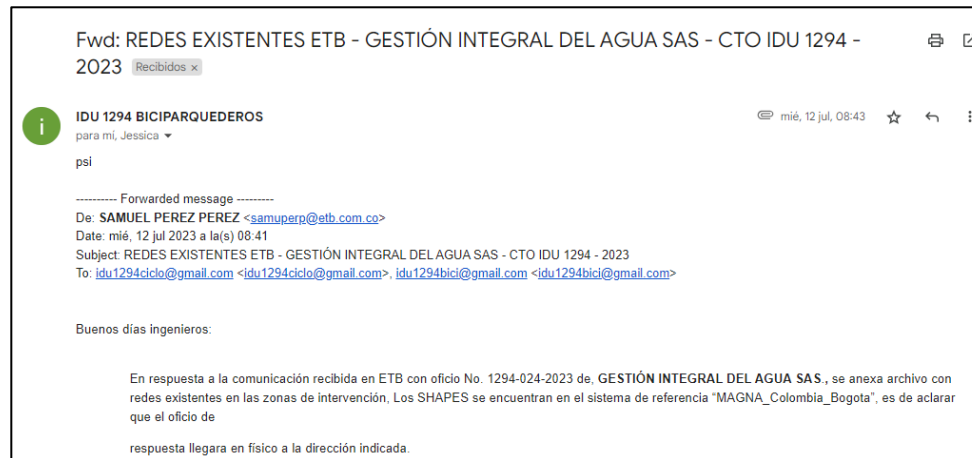 Fwd: REDES EXISTENTES ETB - GESTIÓN INTEGRAL DEL AGUA SAS - CTO IDU 1294 -
2023 Recibidos ×
i
IDU 1294 BICIPARQUEDEROS
mié, 12 jul, 08:43
para mí, Jessica
psi
---------- Forwarded message ---------
De: SAMUEL PEREZ PEREZ <samuperp@etb.com.co>
Date: mié, 12 jul 2023 a la(s) 08:41
Subject: REDES EXISTENTES ETB - GESTIÓN INTEGRAL DEL AGUA SAS - CTO IDU 1294 - 2023
To: idu1294ciclo@gmail.com <idu1294ciclo@gmail.com>, idu1294bici@gmail.com <idu1294bici@gmail.com>
Buenos días ingenieros:
En respuesta a la comunicación recibida en ETB con oficio No. 1294-024-2023 de, GESTIÓN INTEGRAL DEL AGUA SAS., se anexa archivo con
redes existentes en las zonas de intervención, Los SHAPES se encuentran en el sistema de referencia “MAGNA_Colombia_Bogota”, es de aclarar
que el oficio de
respuesta llegara en físico a la dirección indicada.